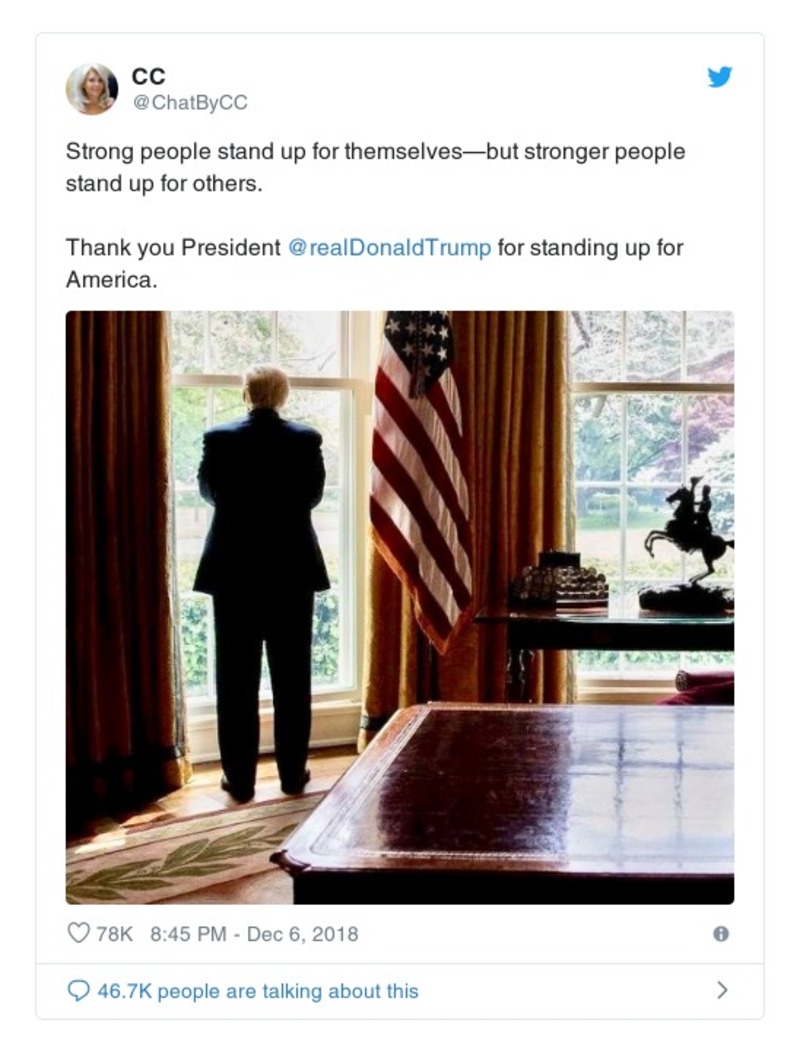 CC
@ChatByCC
Strong people stand up for themselves—but stronger people
stand up for others.
Thank you President @realDonaldTrump for standing up for
America.
78K 8:45 PM - Dec 6, 2018
46.7K people are talking about this